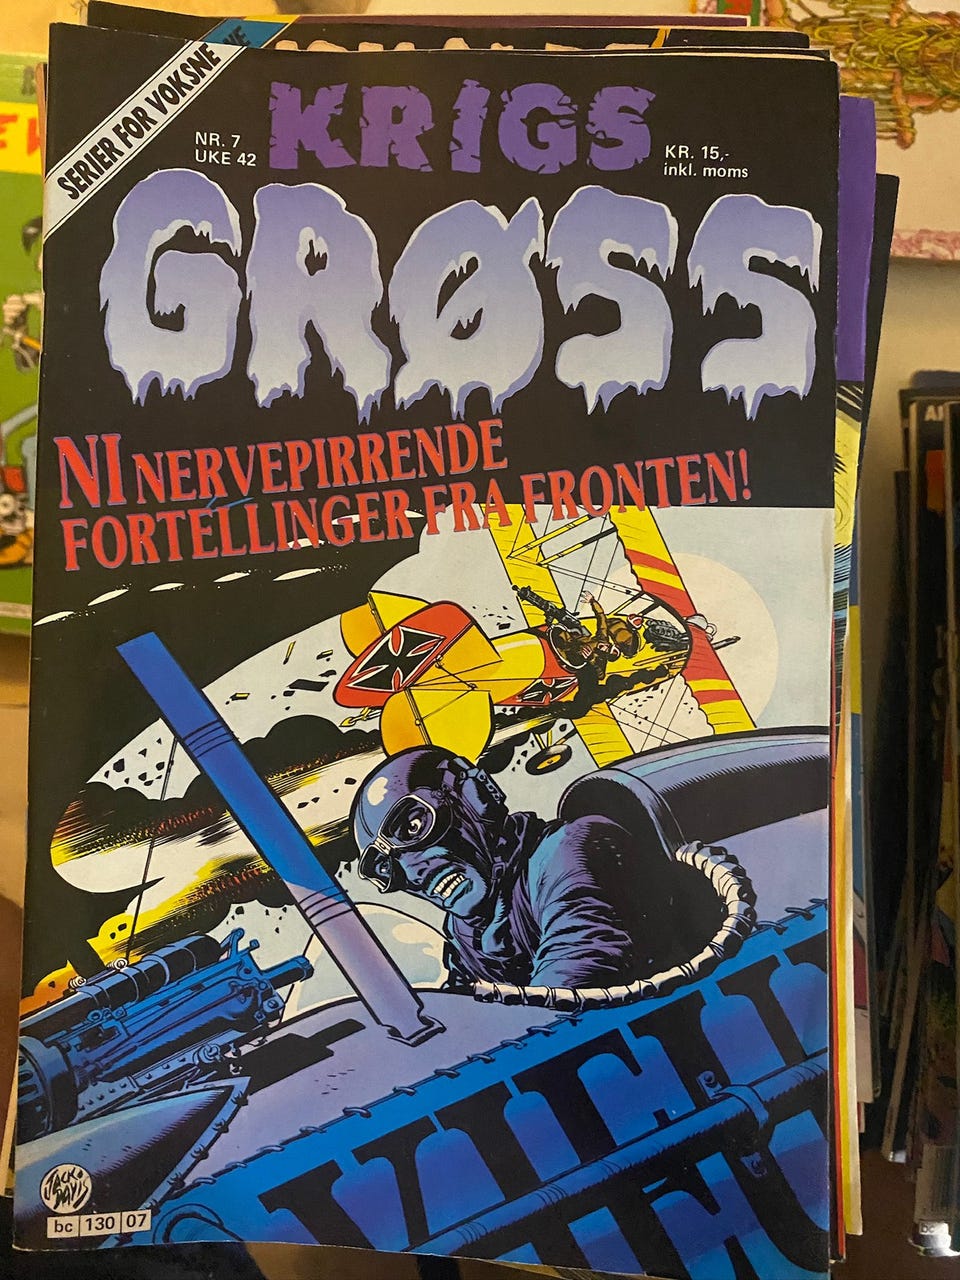 SERIER FOR VOKSNE
NR. 7
UKE 42
KRIGS
KR. 15,-
inkl. moms
GRØSS
NI NERVEPIRRENDE
FORTELLINGER FRA FRONTEN!
JACK
DAVIS
bc 130 07